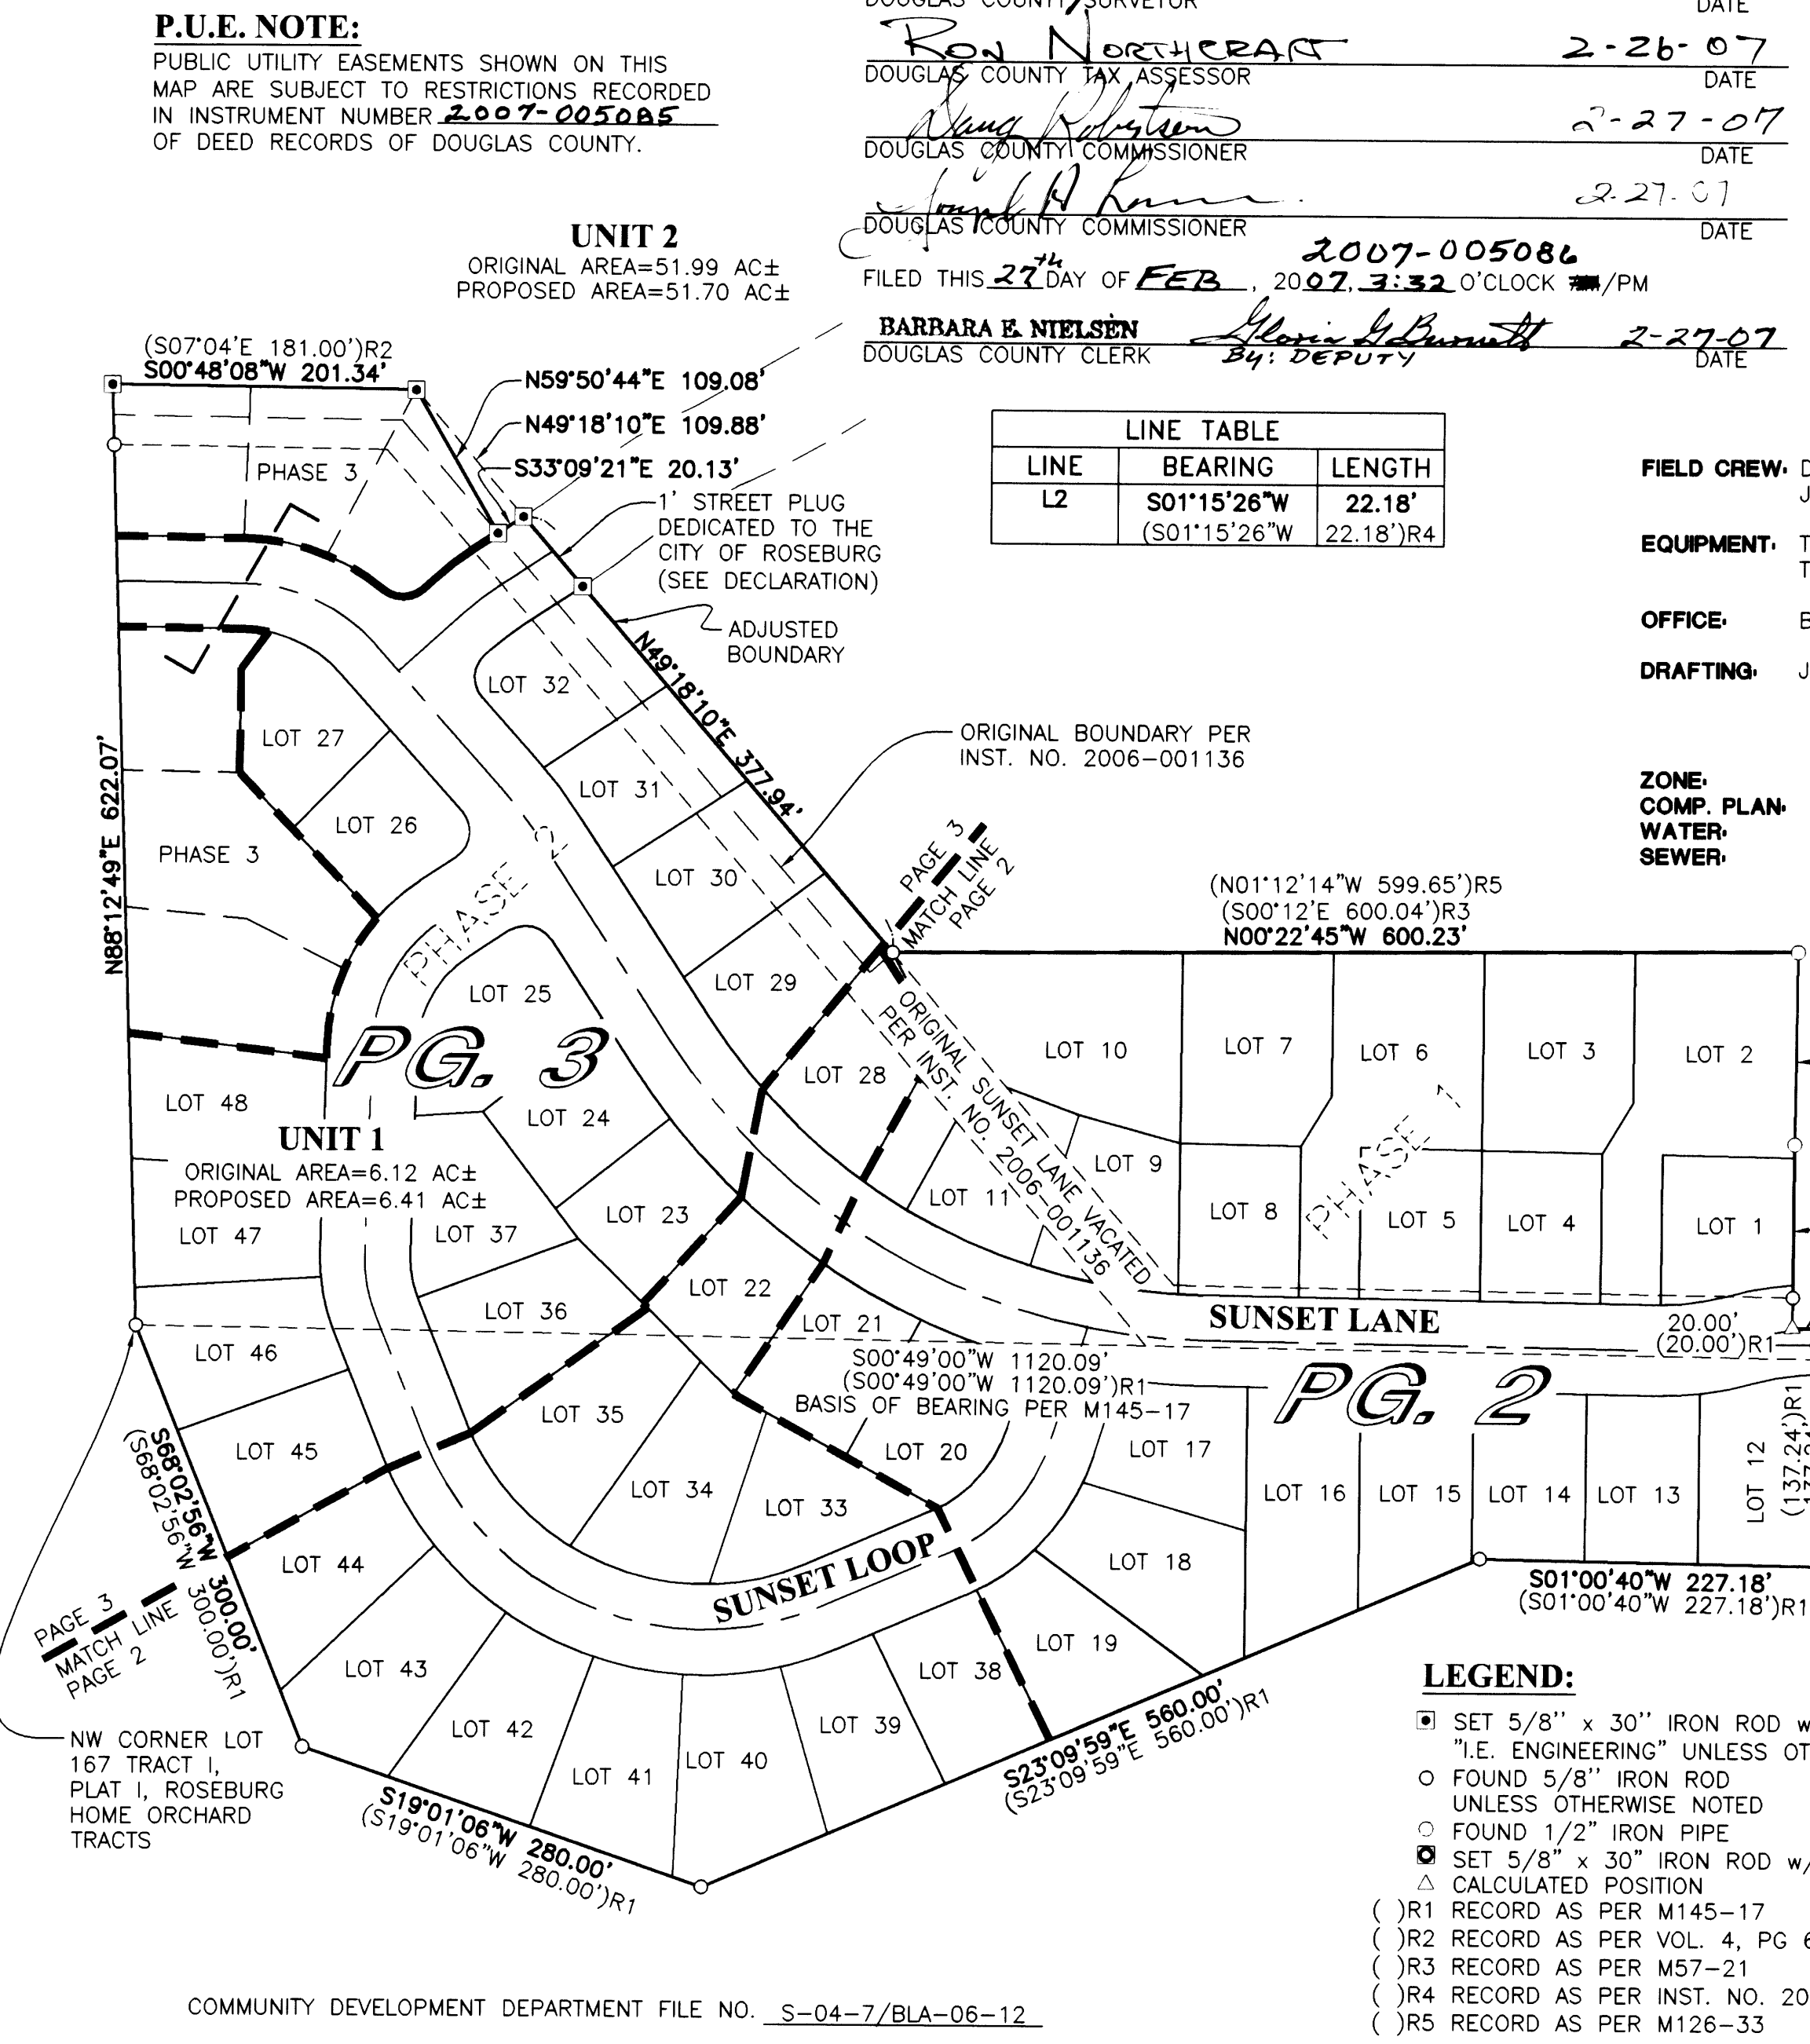 P.U.E. NOTE:
PUBLIC UTILITY EASEMENTS SHOWN ON THIS
MAP ARE SUBJECT TO RESTRICTIONS RECORDED
IN INSTRUMENT NUMBER 2007-005085
OF DEED RECORDS OF DOUGLAS COUNTY.
DOUGLAS COUNTY SURVETOR
DATE
RON NORTHCRAFT 2-26-07
DOUGLAS COUNTY TAX ASSESSOR DATE
Doug Robertson 2-27-07
DOUGLAS COUNTY COMMISSIONER DATE
2-27-07
DOUGLAS COUNTY COMMISSIONER DATE
2007-005086
FILED THIS 27th DAY OF FEB, 2007, 3:32 O'CLOCK /PM
BARBARA E. NIELSEN Gloria G Burnett 2-27-07
DOUGLAS COUNTY CLERK By: DEPUTY DATE
UNIT 2
ORIGINAL AREA=51.99 AC±
PROPOSED AREA=51.70 AC±
(S07°04'E 181.00')R2
S00°48'08"W 201.34'
N59°50'44"E 109.08'
N49°18'10"E 109.88'
S33°09'21"E 20.13'
1' STREET PLUG
DEDICATED TO THE
CITY OF ROSEBURG
(SEE DECLARATION)
ADJUSTED
BOUNDARY
LINE TABLE
LINE BEARING LENGTH
L2 S01°15'26"W 22.18'
(S01°15'26"W 22.18')R4
FIELD CREW: D
J
EQUIPMENT: T
T
OFFICE: B
DRAFTING: J
ZONE:
COMP. PLAN:
WATER:
SEWER:
PHASE 3
LOT 32
N49°18'10"E 377.94'
ORIGINAL BOUNDARY PER
INST. NO. 2006-001136
LOT 27
LOT 31
LOT 26
LOT 30
PHASE 3
N88°12'49"E 622.07'
PHASE 2
PAGE 3
MATCH LINE
PAGE 2
(N01°12'14"W 599.65')R5
(S00°12'E 600.04')R3
N00°22'45"W 600.23'
LOT 25
LOT 29
PG. 3
LOT 28
ORIGINAL SUNSET LANE VACATED
PER INST. NO. 2006-001136
LOT 10
LOT 7
LOT 6
LOT 3
LOT 2
LOT 48
LOT 24
PHASE 1
UNIT 1
ORIGINAL AREA=6.12 AC±
PROPOSED AREA=6.41 AC±
LOT 9
LOT 11
LOT 8
LOT 5
LOT 4
LOT 1
LOT 47
LOT 37
LOT 23
LOT 22
LOT 36
LOT 21
SUNSET LANE
20.00'
(20.00')R1
LOT 46
S00°49'00"W 1120.09'
(S00°49'00"W 1120.09')R1
BASIS OF BEARING PER M145-17
PG. 2
LOT 35
LOT 45
LOT 20
LOT 17
LOT 34
LOT 33
LOT 16
LOT 15
LOT 14
LOT 13
LOT 12
(137.24')R1
S68°02'56"W 300.00'
(S68°02'56"W 300.00')R1
LOT 44
SUNSET LOOP
LOT 18
S01°00'40"W 227.18'
(S01°00'40"W 227.18')R1
PAGE 3
MATCH LINE
PAGE 2
LOT 43
LOT 38
LOT 19
LOT 42
LOT 39
LOT 40
LOT 41
S23°09'59"E 560.00'
(S23°09'59"E 560.00')R1
NW CORNER LOT
167 TRACT I,
PLAT I, ROSEBURG
HOME ORCHARD
TRACTS
S19°01'06"W 280.00'
(S19°01'06"W 280.00')R1
LEGEND:
SET 5/8'' x 30'' IRON ROD w
"I.E. ENGINEERING" UNLESS OT
FOUND 5/8'' IRON ROD
UNLESS OTHERWISE NOTED
FOUND 1/2" IRON PIPE
SET 5/8" x 30" IRON ROD w/
CALCULATED POSITION
( )R1 RECORD AS PER M145-17
( )R2 RECORD AS PER VOL. 4, PG 6
( )R3 RECORD AS PER M57-21
( )R4 RECORD AS PER INST. NO. 20
( )R5 RECORD AS PER M126-33
COMMUNITY DEVELOPMENT DEPARTMENT FILE NO. S-04-7/BLA-06-12